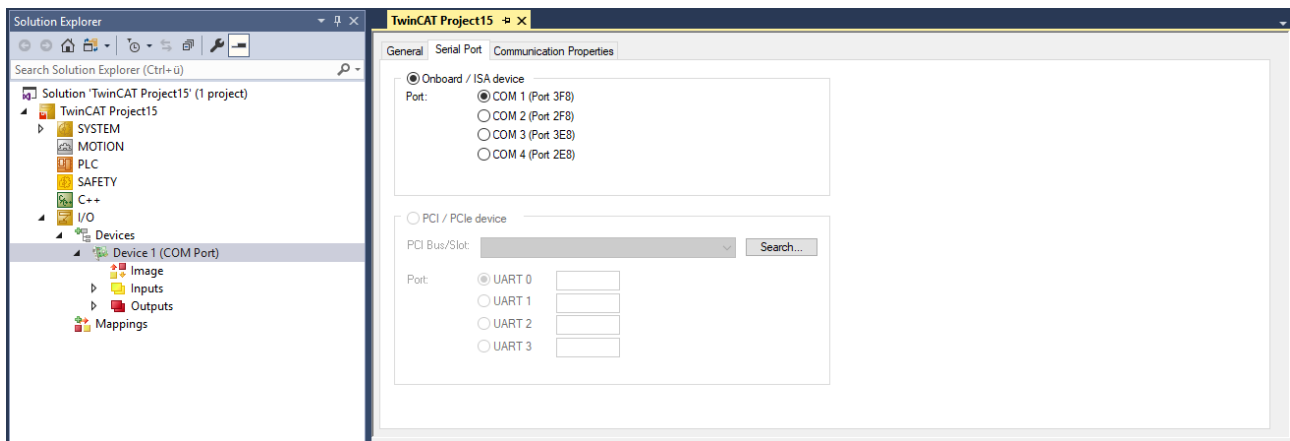 Solution Explorer
Search Solution Explorer (Ctrl+ü)
Solution 'TwinCAT Project15' (1 project)
TwinCAT Project15
SYSTEM
MOTION
PLC
SAFETY
C++
I/O
Devices
Device 1 (COM Port)
Image
Inputs
Outputs
Mappings
TwinCAT Project15
General Serial Port Communication Properties
Onboard / ISA device
Port: COM 1 (Port 3F8)
COM 2 (Port 2F8)
COM 3 (Port 3E8)
COM 4 (Port 2E8)
PCI / PCIe device
PCI Bus/Slot: Search...
Port: UART 0
UART 1
UART 2
UART 3